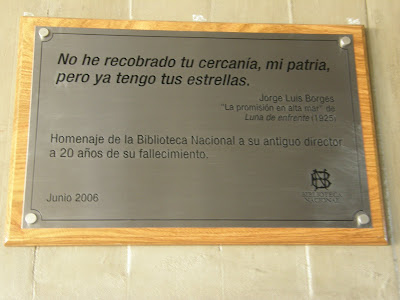 No he recobrado tu cercanía, mi patria,
pero ya tengo tus estrellas.
Jorge Luis Borges
"La promisión en alta mar" de
Luna de enfrente (1925)
Homenaje de la Biblioteca Nacional a su antiguo director
a 20 años de su fallecimiento.
Junio 2006
BIBLIOTECA
NACIONAL